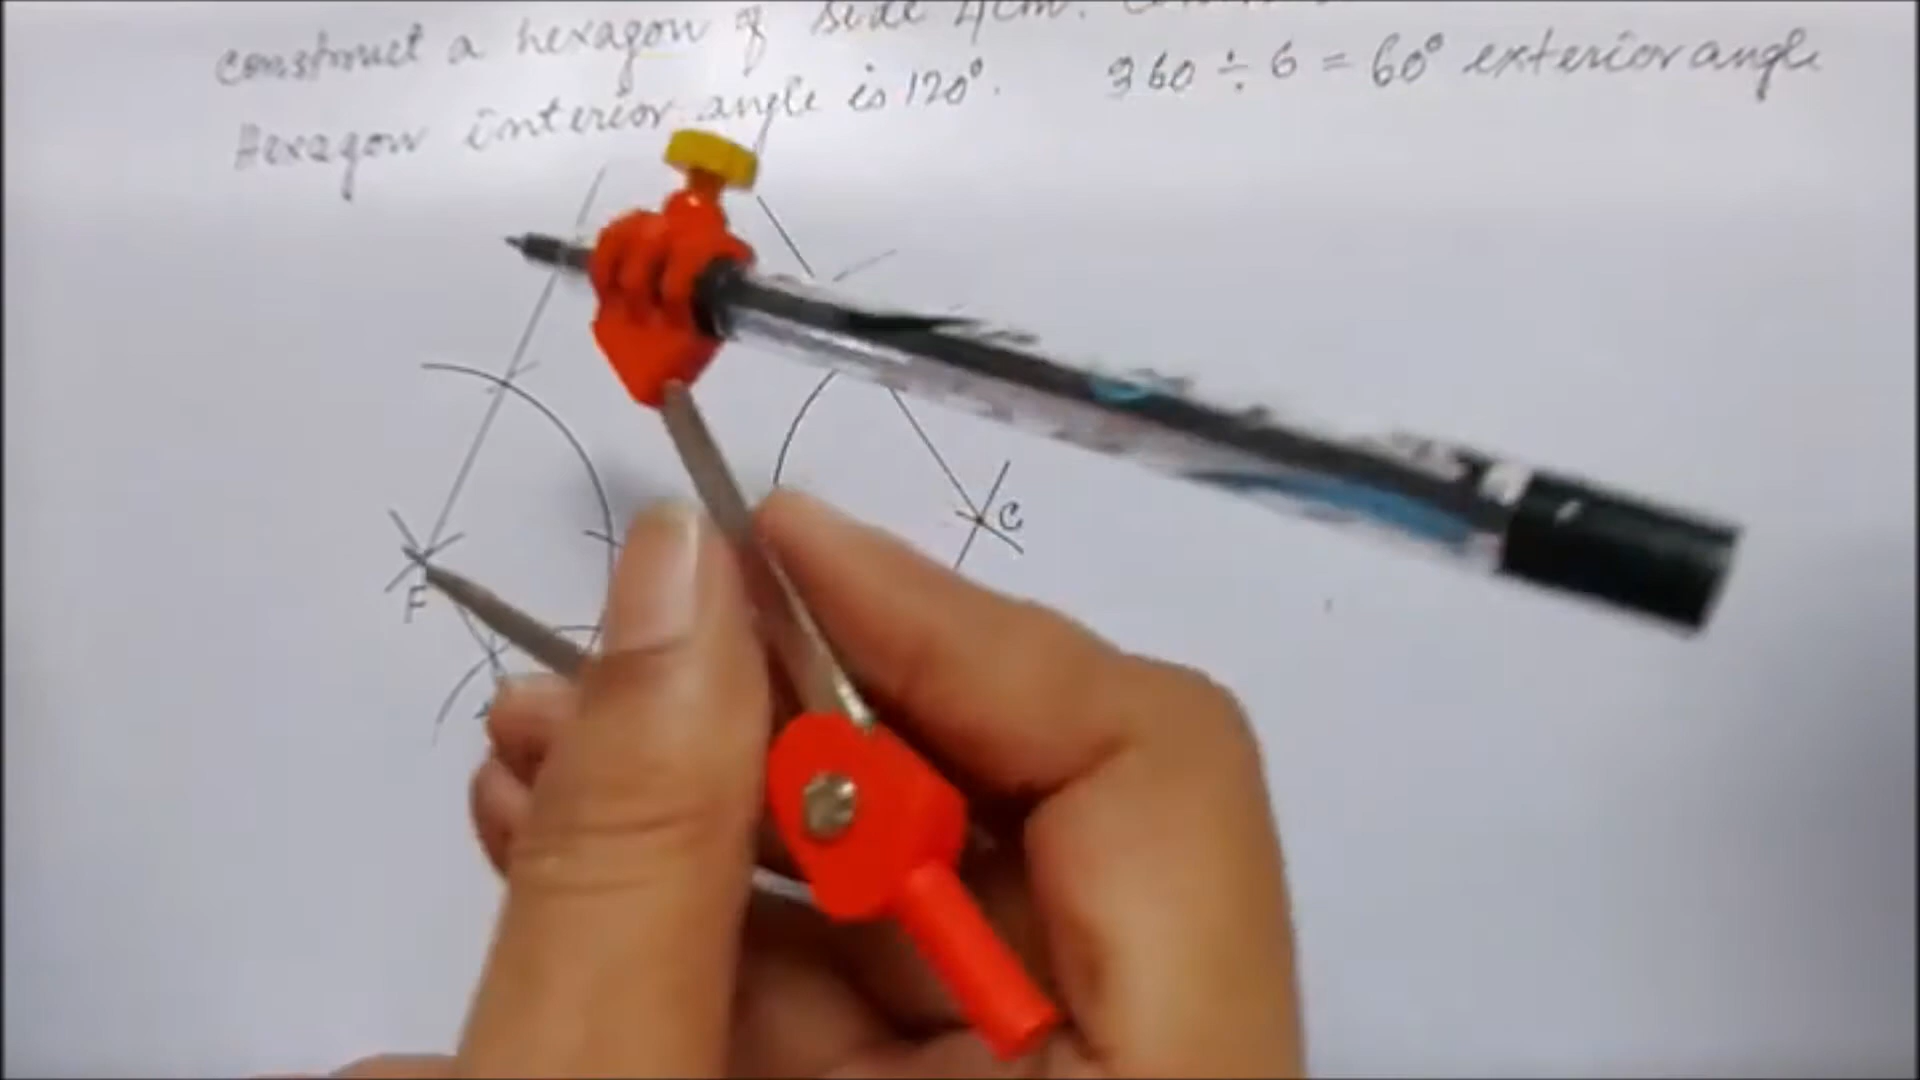 construct a hexagon of side 4cm.
Hexagon interior angle is 120°. 360 ÷ 6 = 60° exterior angle
C
F